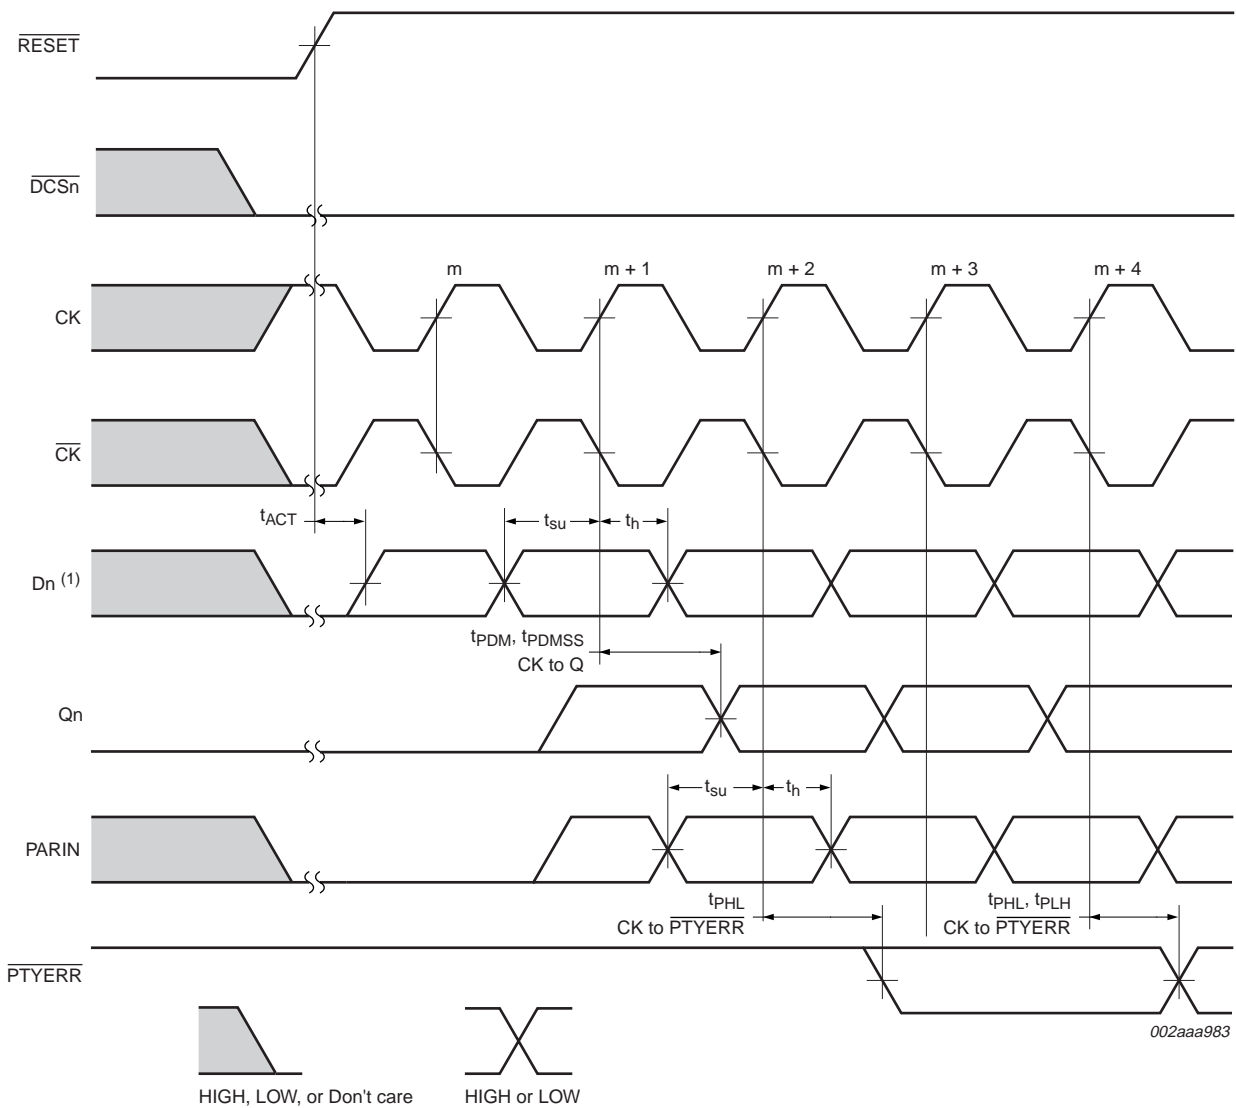 RESET
DCSn
m
m + 1
m + 2
m + 3
m + 4
CK
CK
tACT
tsu
th
Dn (1)
tPDM, tPDMSS
CK to Q
Qn
tsu
th
PARIN
tPHL
CK to PTYERR
tPHL, tPLH
CK to PTYERR
PTYERR
002aaa983
HIGH, LOW, or Don't care
HIGH or LOW